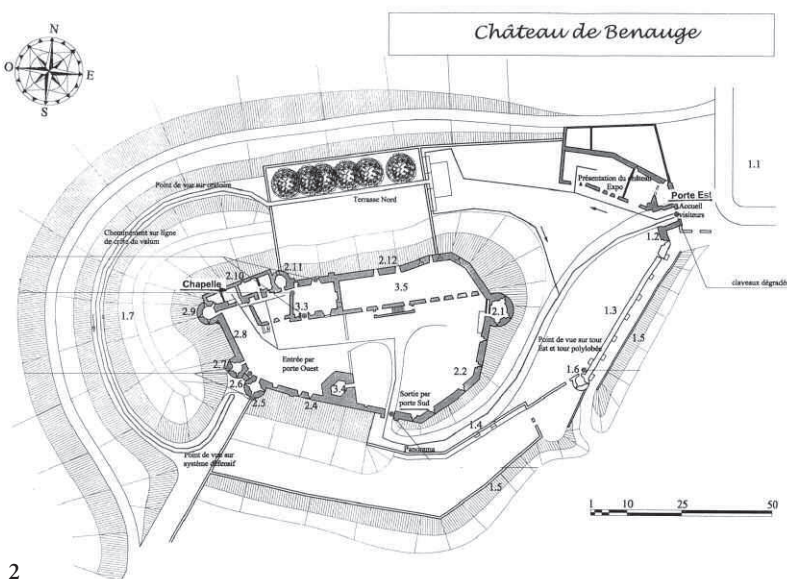 Château de Benauge
N
O
E
S
1.1
Point de vue sur oratoire
Présentation du château
Expo
Porte Est
Accueil
visiteurs
Terrasse Nord
Cheminement sur ligne
de crête du valum
1.2
2.12
2.11
2.10
claveaux dégradé
Chapelle
3.5
1.7
2.9
3.3
2.1
1.3
2.8
Point de vue sur tour
Est et tour polylobée
1.5
Entrée par
porte Ouest
2.7
2.2
1.6
2.6
3.4
2.5
2.4
Sortie par
porte Sud
1.4
Panorama
Point de vue sur
système défensif
1.5
1 10 25 50
2